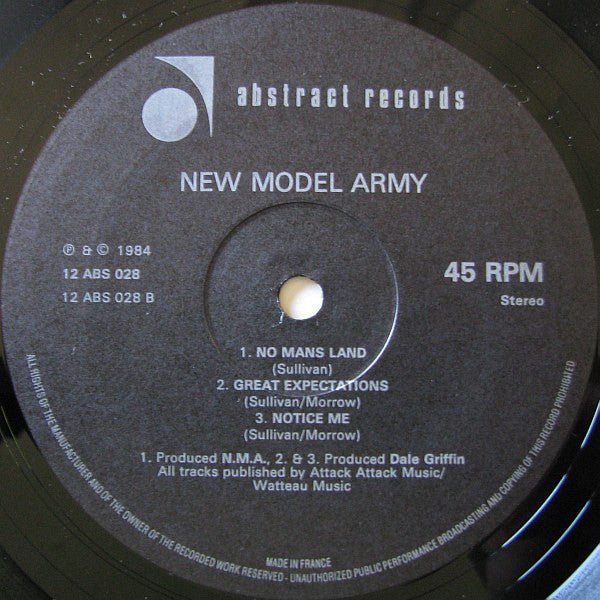 abstract records
NEW MODEL ARMY
℗ & © 1984
12 ABS 028
12 ABS 028 B
45 RPM
Stereo
1. NO MANS LAND
(Sullivan)
2. GREAT EXPECTATIONS
(Sullivan/Morrow)
3. NOTICE ME
(Sullivan/Morrow)
1. Produced N.M.A., 2. & 3. Produced Dale Griffin
All tracks published by Attack Attack Music/
Watteau Music
MADE IN FRANCE
ALL RIGHTS OF THE MANUFACTURER AND OF THE OWNER OF THE RECORDED WORK RESERVED - UNAUTHORIZED PUBLIC PERFORMANCE BROADCASTING AND COPYING OF THIS RECORD PROHIBITED